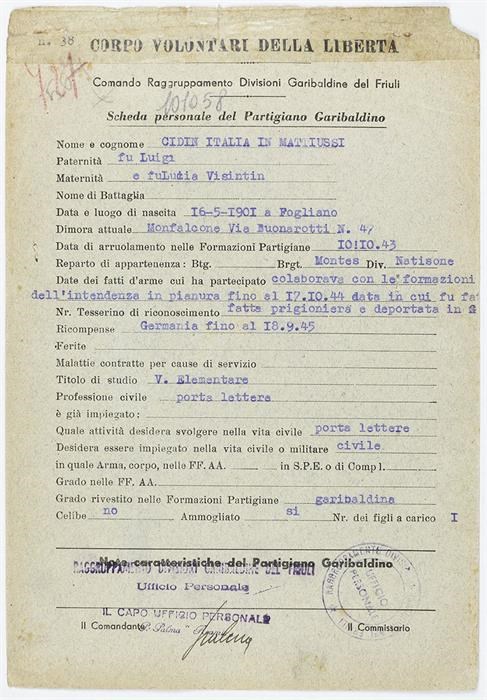 n. 38 CORPO VOLONTARI DELLA LIBERTÀ
Comando Raggruppamento Divisioni Garibaldine del Friuli
101058
Scheda personale del Partigiano Garibaldino
Nome e cognome CIDIN ITALIA IN MATTIUSSI
Paternità fu Luigi
Maternità e fuLucia Visintin
Nome di Battaglia
Data e luogo di nascita 16-5-1901 a Fogliano
Dimora attuale Monfalcone Via Buonarotti N. 47
Data di arruolamento nelle Formazioni Partigiane 10!10.43
Reparto di appartenenza: Btg. Brgt. Montes Div. Natisone
Date dei fatti d'arme cui ha partecipato colaborava con le formazioni
dell'intendenza in pianura fino al 17.10.44 data in cui fu fat
Nr. Tesserino di riconoscimento fatta prigioniera e deportata in
Ricompense Germania fino al 18.9.45
Ferite
Malattie contratte per cause di servizio
Titolo di studio V. Elementare
Professione civile porta lettere
è già impiegato:
Quale attività desidera svolgere nella vita civile porta lettere
Desidera essere impiegato nella vita civile o militare civile
in quale Arma, corpo, nelle FF. AA. in S.P.E. o di Compl.
Grado nelle FF. AA.
Grado rivestito nelle Formazioni Partigiane garibaldina
Celibe no Ammogliato si Nr. dei figli a carico I
Note caratteristiche del Partigiano Garibaldino
RAGGRUPPAMENTO DIVISIONI GARIBALDINE DEL FRIULI
Ufficio Personale
RAGGRUPPAMENTO DIVISIONI
UFFICIO PERSONALE
IL CAPO UFFICIO PERSONALE
Il Comandante Il Commissario
P. Palma